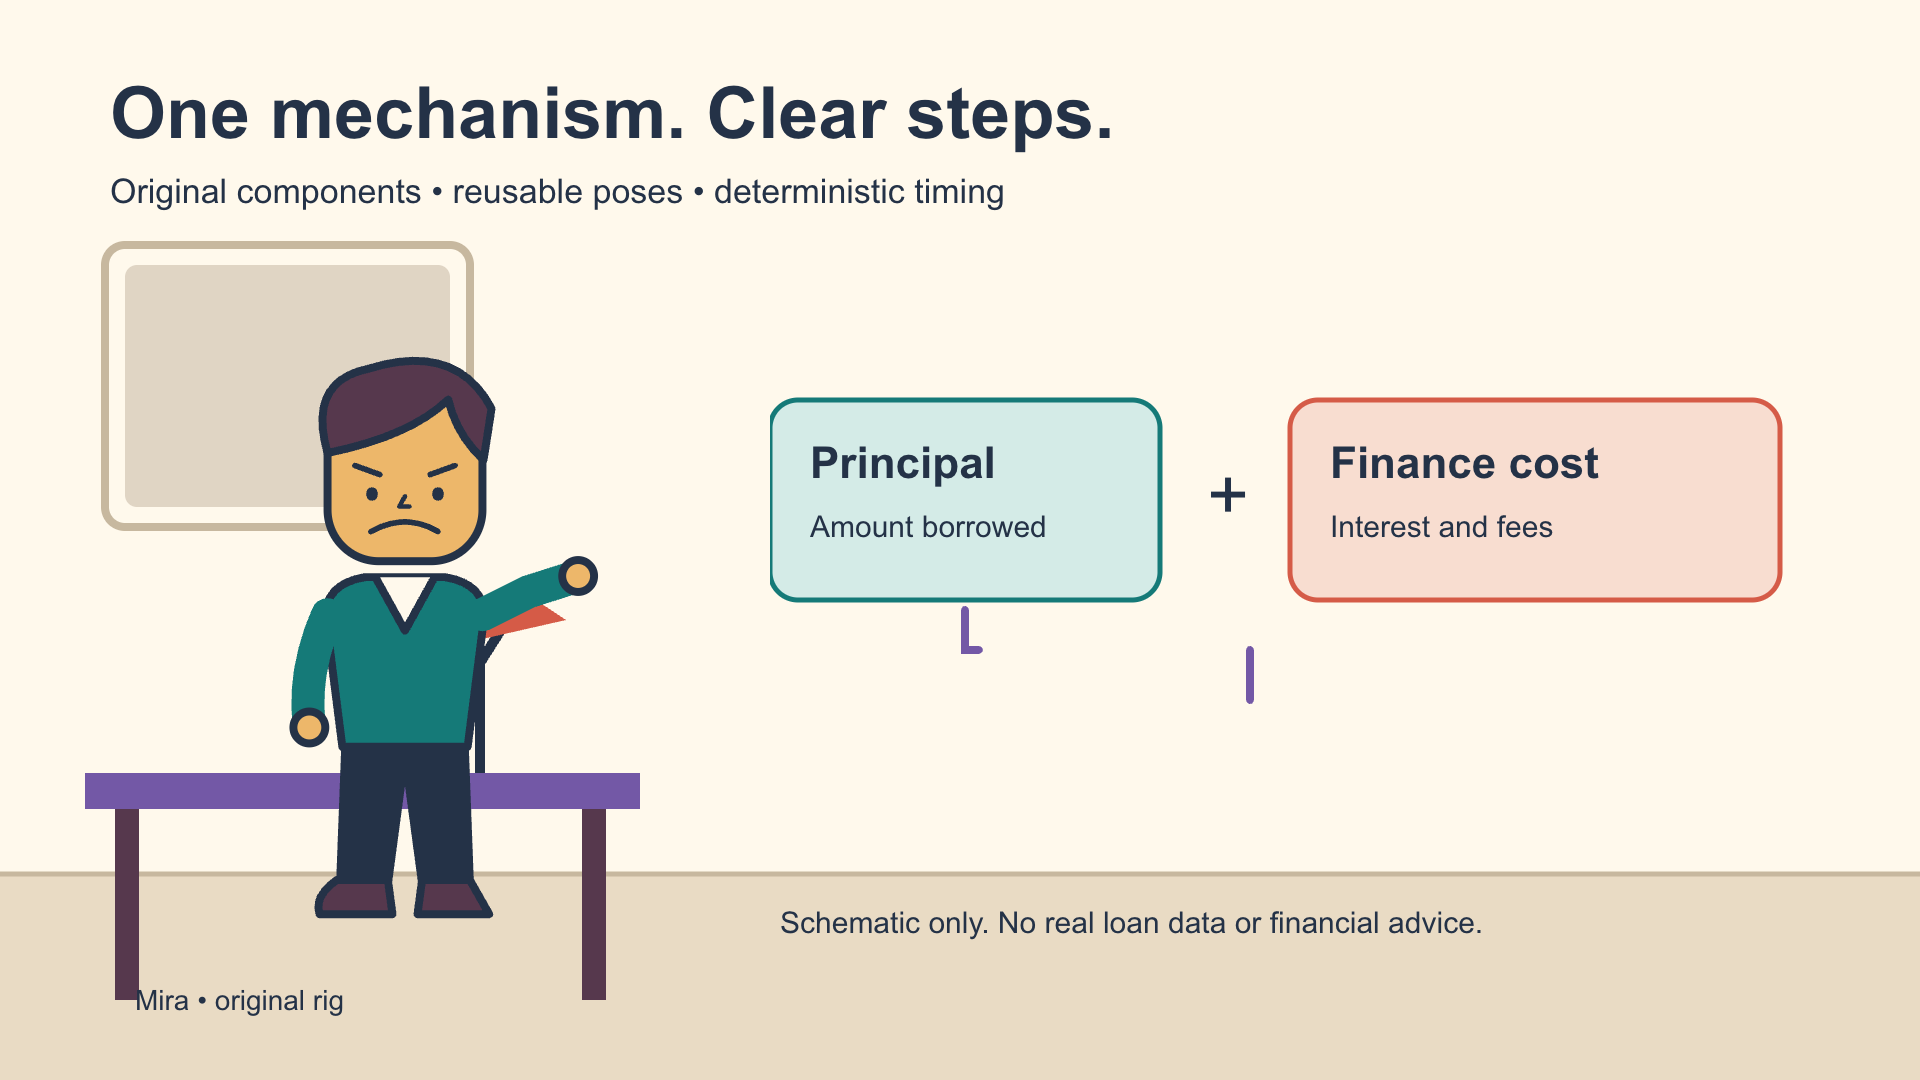 One mechanism. Clear steps.
Original components • reusable poses • deterministic timing
Principal
Amount borrowed
+
Finance cost
Interest and fees
Schematic only. No real loan data or financial advice.
Mira • original rig